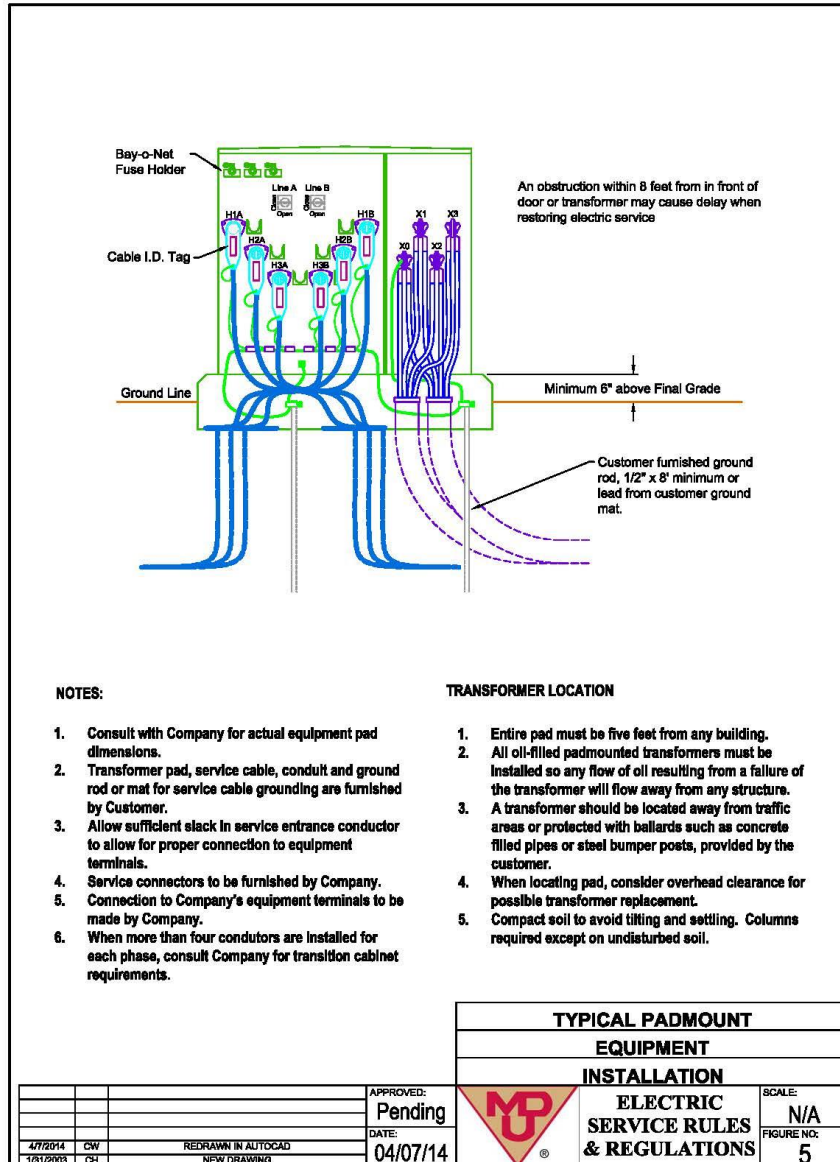 Bay-o-Net
Fuse Holder
Line A
Line B
Close
Open
Close
Open
H1A
H1B
H2A
H2B
H3A
H3B
X1
X3
X0
X2
Cable I.D. Tag
An obstruction within 8 feet from in front of
door or transformer may cause delay when
restoring electric service
Ground Line
Minimum 6" above Final Grade
Customer furnished ground
rod, 1/2" x 8' minimum or
lead from customer ground
mat.
NOTES:
1. Consult with Company for actual equipment pad
dimensions.
2. Transformer pad, service cable, conduit and ground
rod or mat for service cable grounding are furnished
by Customer.
3. Allow sufficient slack in service entrance conductor
to allow for proper connection to equipment
terminals.
4. Service connectors to be furnished by Company.
5. Connection to Company's equipment terminals to be
made by Company.
6. When more than four condutors are installed for
each phase, consult Company for transition cabinet
requirements.
TRANSFORMER LOCATION
1. Entire pad must be five feet from any building.
2. All oil-filled padmounted transformers must be
installed so any flow of oil resulting from a failure of
the transformer will flow away from any structure.
3. A transformer should be located away from traffic
areas or protected with ballards such as concrete
filled pipes or steel bumper posts, provided by the
customer.
4. When locating pad, consider overhead clearance for
possible transformer replacement.
5. Compact soil to avoid tilting and settling. Columns
required except on undisturbed soil.
TYPICAL PADMOUNT
EQUIPMENT
INSTALLATION
APPROVED:
Pending
DATE:
04/07/14
4/7/2014 CW REDRAWN IN AUTOCAD
1/31/2003 CH NEW DRAWING
MDU
®
ELECTRIC
SERVICE RULES
& REGULATIONS
SCALE:
N/A
FIGURE NO:
5